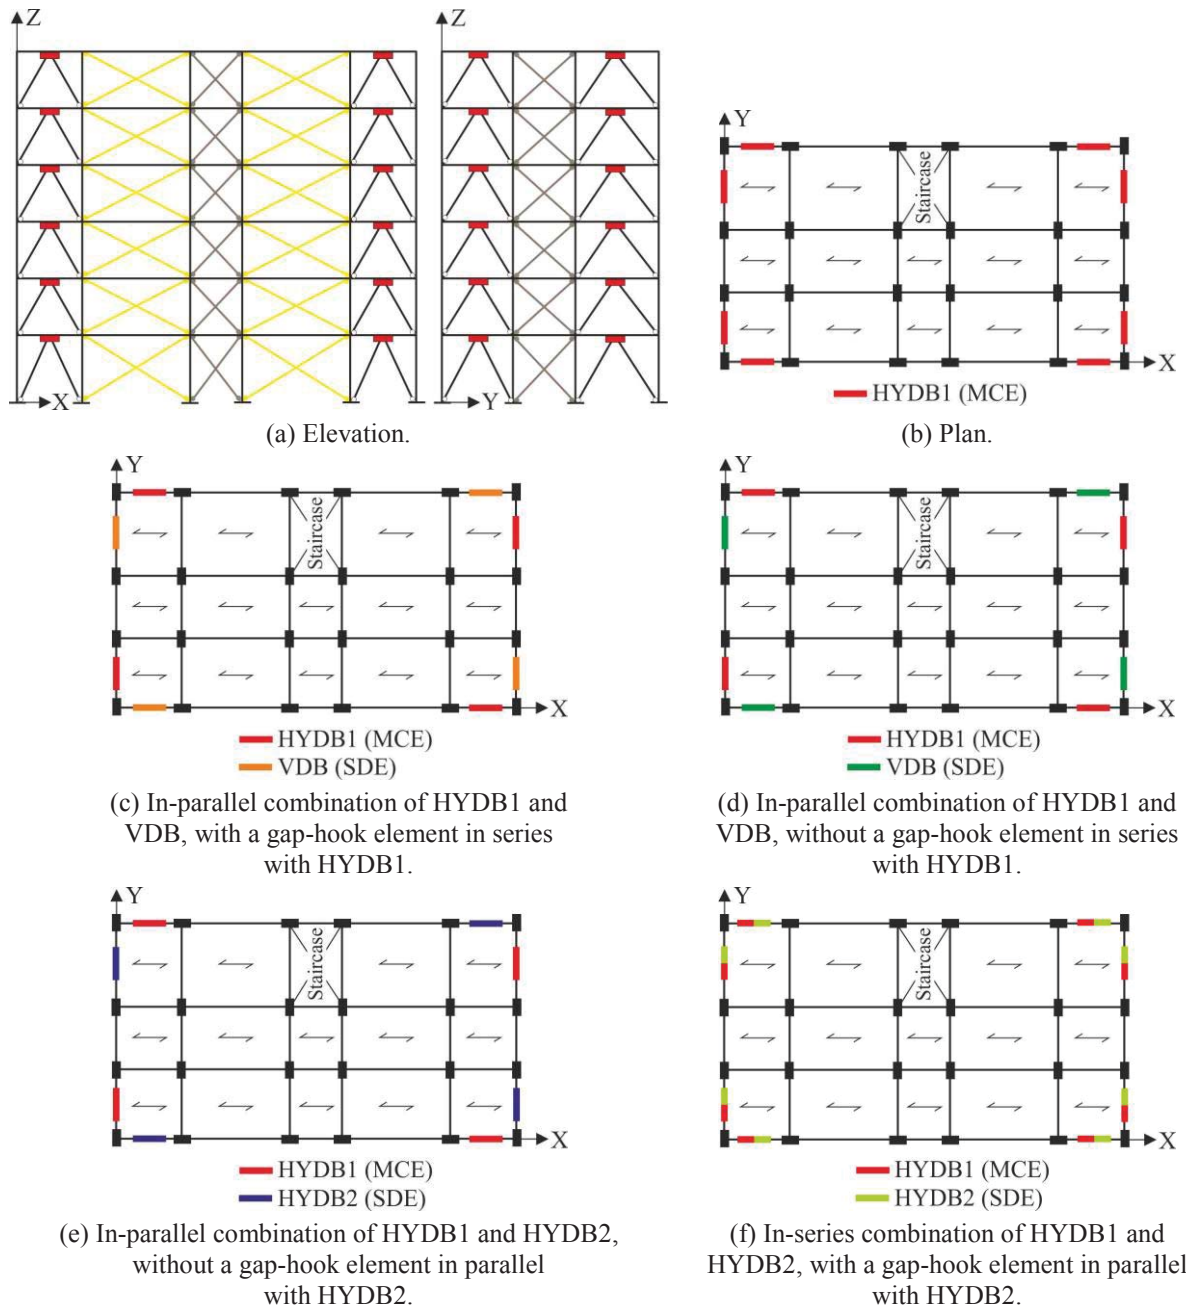 Z
Z
X
Y
(a) Elevation.
Y
Staircase
X
HYDB1 (MCE)
(b) Plan.
Y
Staircase
X
HYDB1 (MCE)
VDB (SDE)
(c) In-parallel combination of HYDB1 and
VDB, with a gap-hook element in series
with HYDB1.
Y
Staircase
X
HYDB1 (MCE)
VDB (SDE)
(d) In-parallel combination of HYDB1 and
VDB, without a gap-hook element in series
with HYDB1.
Y
Staircase
X
HYDB1 (MCE)
HYDB2 (SDE)
(e) In-parallel combination of HYDB1 and HYDB2,
without a gap-hook element in parallel
with HYDB2.
Y
Staircase
X
HYDB1 (MCE)
HYDB2 (SDE)
(f) In-series combination of HYDB1 and
HYDB2, with a gap-hook element in parallel
with HYDB2.